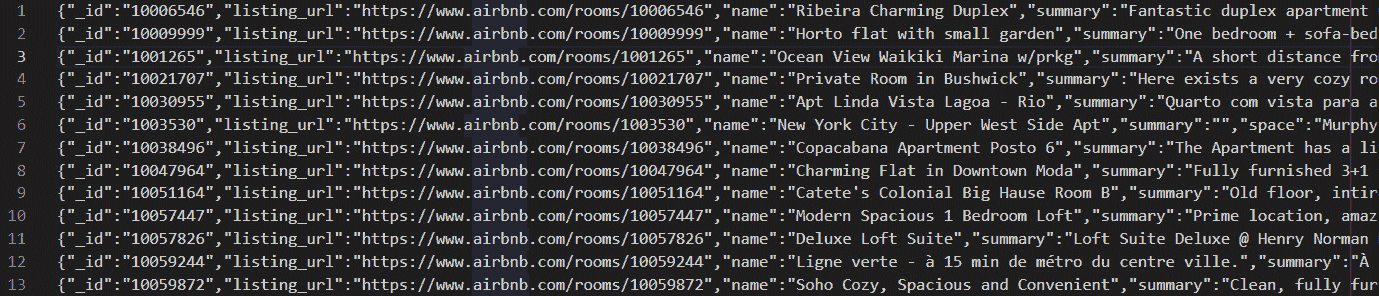 1 {"_id":"10006546","listing_url":"https://www.airbnb.com/rooms/10006546","name":"Ribeira Charming Duplex","summary":"Fantastic duplex apartment
2 {"_id":"10009999","listing_url":"https://www.airbnb.com/rooms/10009999","name":"Horto flat with small garden","summary":"One bedroom + sofa-bed
3 {"_id":"1001265","listing_url":"https://www.airbnb.com/rooms/1001265","name":"Ocean View Waikiki Marina w/prkg","summary":"A short distance fro
4 {"_id":"10021707","listing_url":"https://www.airbnb.com/rooms/10021707","name":"Private Room in Bushwick","summary":"Here exists a very cozy ro
5 {"_id":"10030955","listing_url":"https://www.airbnb.com/rooms/10030955","name":"Apt Linda Vista Lagoa - Rio","summary":"Quarto com vista para a
6 {"_id":"1003530","listing_url":"https://www.airbnb.com/rooms/1003530","name":"New York City - Upper West Side Apt","summary":"","space":"Murphy
7 {"_id":"10038496","listing_url":"https://www.airbnb.com/rooms/10038496","name":"Copacabana Apartment Posto 6","summary":"The Apartment has a li
8 {"_id":"10047964","listing_url":"https://www.airbnb.com/rooms/10047964","name":"Charming Flat in Downtown Moda","summary":"Fully furnished 3+1
9 {"_id":"10051164","listing_url":"https://www.airbnb.com/rooms/10051164","name":"Catete's Colonial Big Hause Room B","summary":"Old floor, intir
10 {"_id":"10057447","listing_url":"https://www.airbnb.com/rooms/10057447","name":"Modern Spacious 1 Bedroom Loft","summary":"Prime location, amaz
11 {"_id":"10057826","listing_url":"https://www.airbnb.com/rooms/10057826","name":"Deluxe Loft Suite","summary":"Loft Suite Deluxe @ Henry Norman
12 {"_id":"10059244","listing_url":"https://www.airbnb.com/rooms/10059244","name":"Ligne verte - à 15 min de métro du centre ville.","summary":"À
13 {"_id":"10059872","listing_url":"https://www.airbnb.com/rooms/10059872","name":"Soho Cozy, Spacious and Convenient","summary":"Clean, fully fur